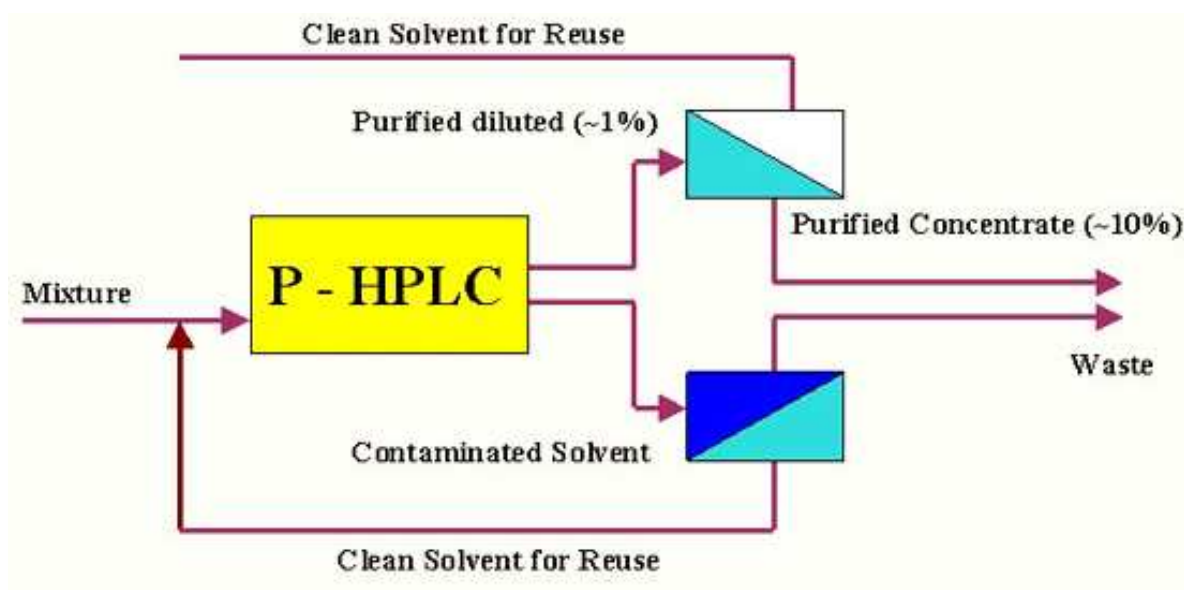 Clean Solvent for Reuse
Purified diluted (~1%)
Purified Concentrate (~10%)
P - HPLC
Mixture
Waste
Contaminated Solvent
Clean Solvent for Reuse